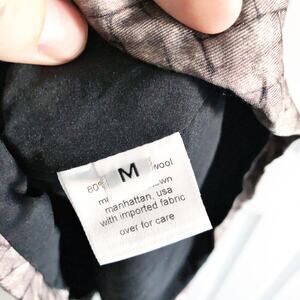 M
80% wool
manhattan, usa
with imported fabric
over for care